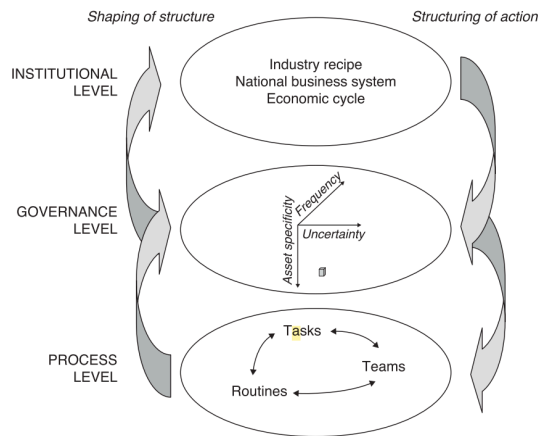 Shaping of structure
Structuring of action
INSTITUTIONAL
LEVEL
Industry recipe
National business system
Economic cycle
GOVERNANCE
LEVEL
Frequency
Uncertainty
Asset specificity
PROCESS
LEVEL
Tasks
Teams
Routines